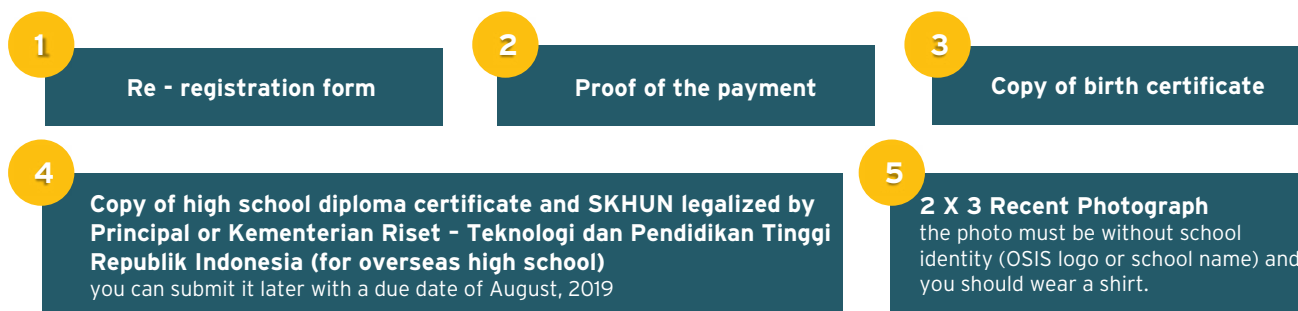 1
Re - registration form
2
Proof of the payment
3
Copy of birth certificate
4
Copy of high school diploma certificate and SKHUN legalized by
Principal or Kementerian Riset – Teknologi dan Pendidikan Tinggi
Republik Indonesia (for overseas high school)
you can submit it later with a due date of August, 2019
5
2 X 3 Recent Photograph
the photo must be without school
identity (OSIS logo or school name) and
you should wear a shirt.